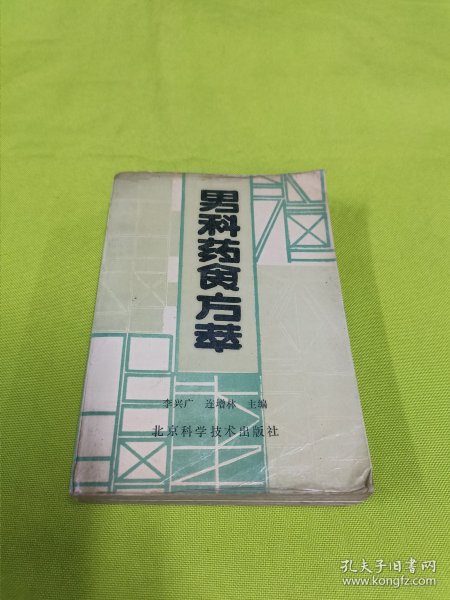 男科药食方萃
李兴广 连增林 主编
北京科学技术出版社
孔夫子旧书网
www.kongfz.com